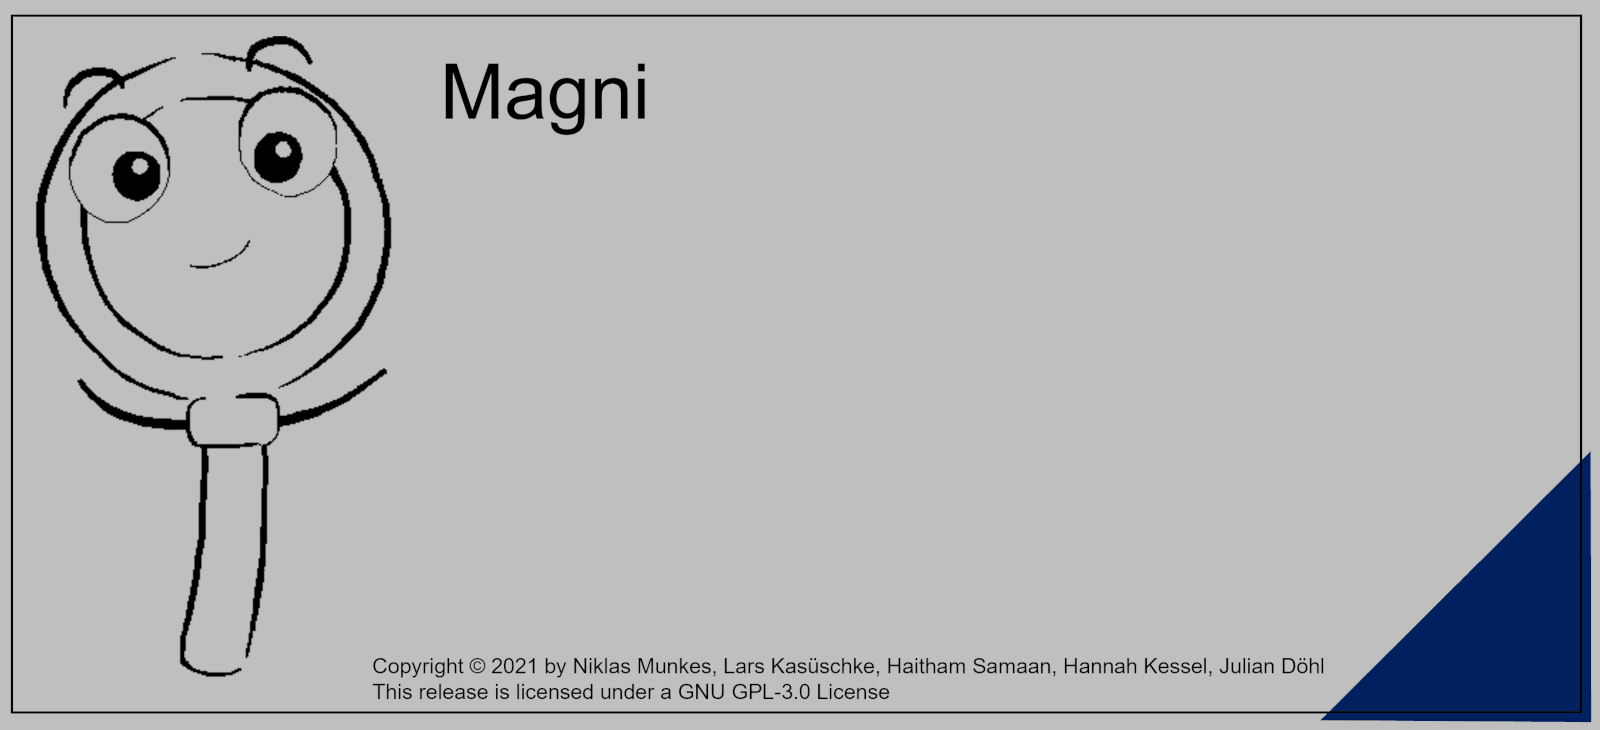 Magni
Copyright © 2021 by Niklas Munkes, Lars Kasüschke, Haitham Samaan, Hannah Kessel, Julian Döhl
This release is licensed under a GNU GPL-3.0 License